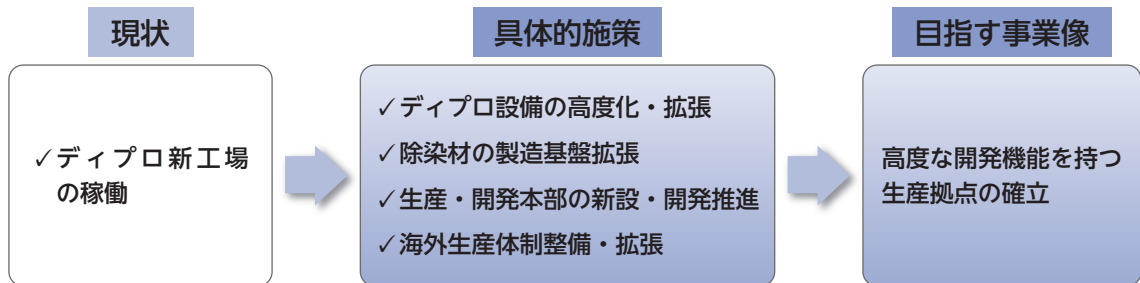 現状
✓ディプロ新工場
の稼働
具体的施策
✓ディプロ設備の高度化・拡張
✓除染材の製造基盤拡張
✓生産・開発本部の新設・開発推進
✓海外生産体制整備・拡張
目指す事業像
高度な開発機能を持つ
生産拠点の確立